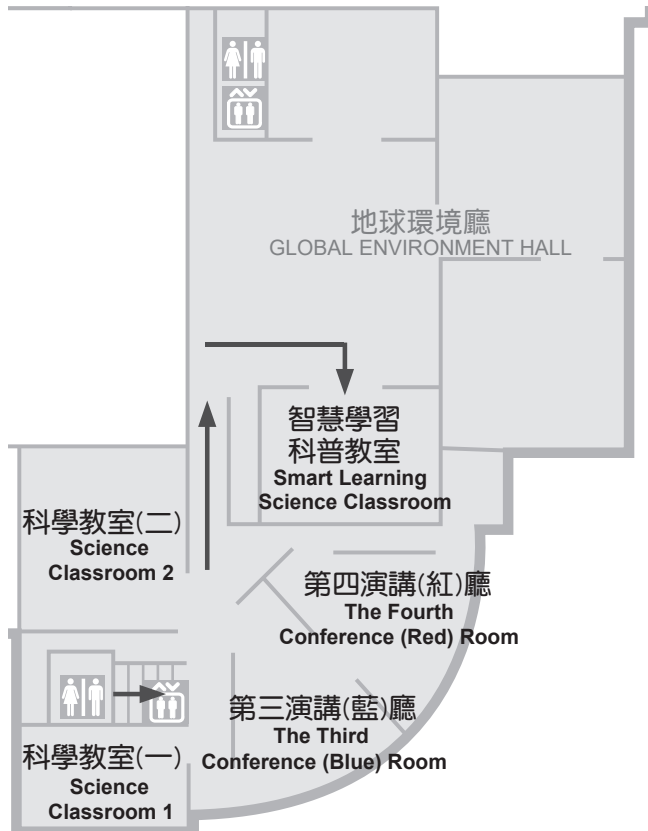 地球環境廳
GLOBAL ENVIRONMENT HALL
智慧學習
科普教室
Smart Learning
Science Classroom
科學教室(二)
Science
Classroom 2
第四演講(紅)廳
The Fourth
Conference (Red) Room
第三演講(藍)廳
The Third
Conference (Blue) Room
科學教室(一)
Science
Classroom 1